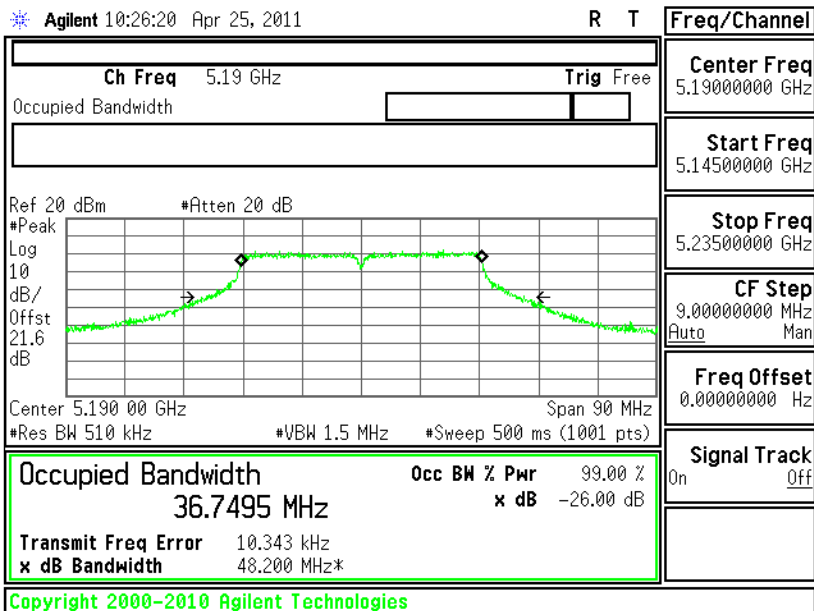 Agilent 10:26:20 Apr 25, 2011 R T
Freq/Channel
Ch Freq 5.19 GHz Trig Free
Occupied Bandwidth
Center Freq
5.19000000 GHz
Start Freq
5.14500000 GHz
Stop Freq
5.23500000 GHz
CF Step
9.00000000 MHz
Auto Man
Freq Offset
0.00000000 Hz
Signal Track
On Off
Ref 20 dBm #Atten 20 dB
#Peak
Log
10
dB/
Offst
21.6
dB
Center 5.190 00 GHz Span 90 MHz
#Res BW 510 kHz #VBW 1.5 MHz #Sweep 500 ms (1001 pts)
Occupied Bandwidth Occ BW % Pwr 99.00 %
36.7495 MHz x dB -26.00 dB
Transmit Freq Error 10.343 kHz
x dB Bandwidth 48.200 MHz*
Copyright 2000-2010 Agilent Technologies